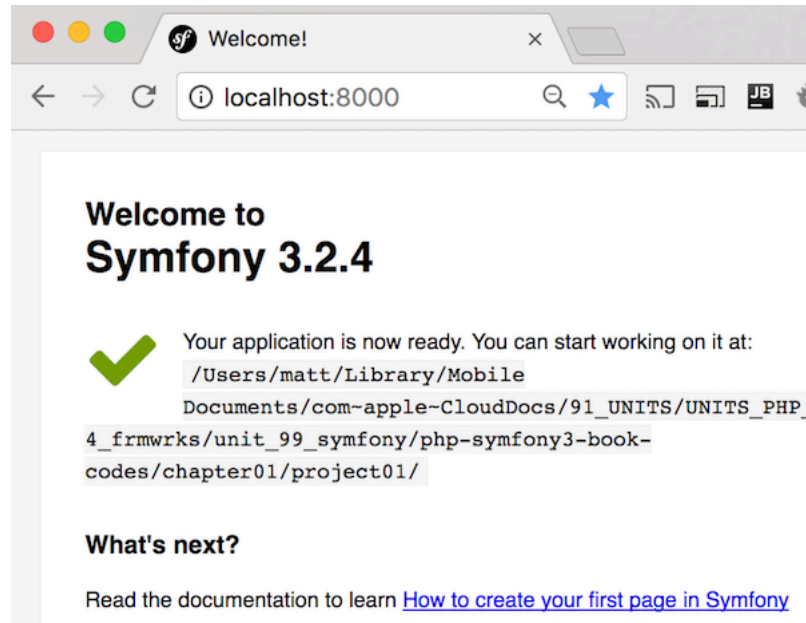 Welcome!
localhost:8000
JB
Welcome to
Symfony 3.2.4
Your application is now ready. You can start working on it at:
/Users/matt/Library/Mobile
Documents/com~apple~CloudDocs/91_UNITS/UNITS_PHP_
4_frmwrks/unit_99_symfony/php-symfony3-book-
codes/chapter01/project01/
What's next?
Read the documentation to learn How to create your first page in Symfony